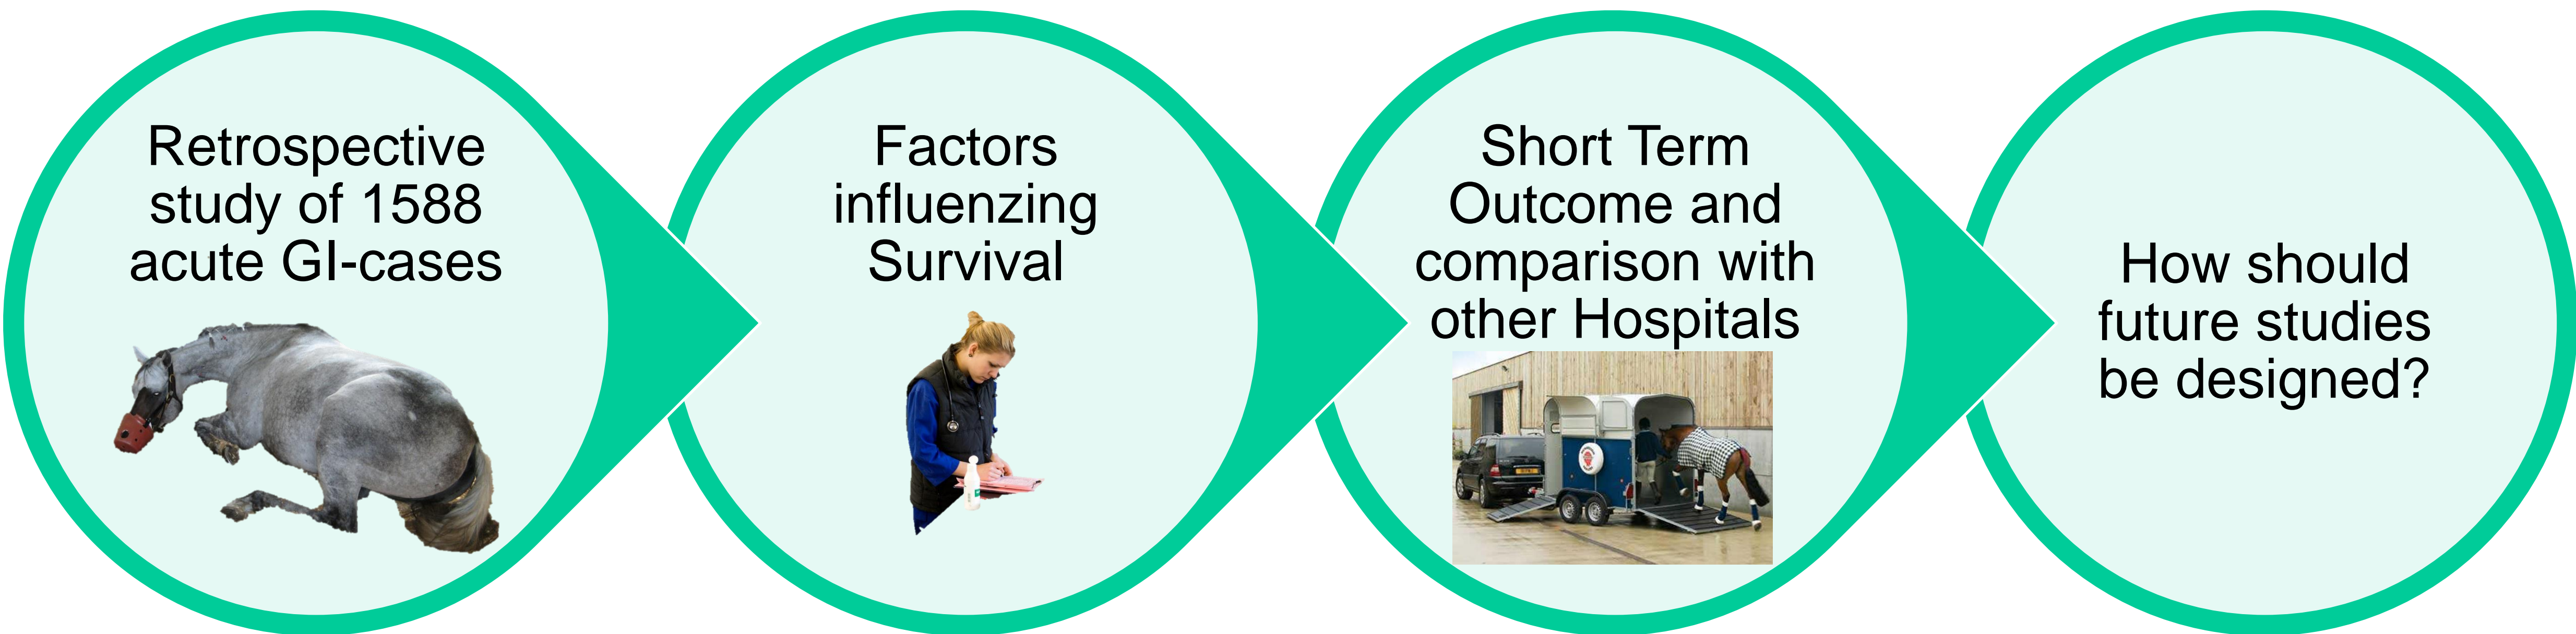 Retrospective
study of 1588
acute GI-cases
Factors
influenzing
Survival
Short Term
Outcome and
comparison with
other Hospitals
How should
future studies
be designed?